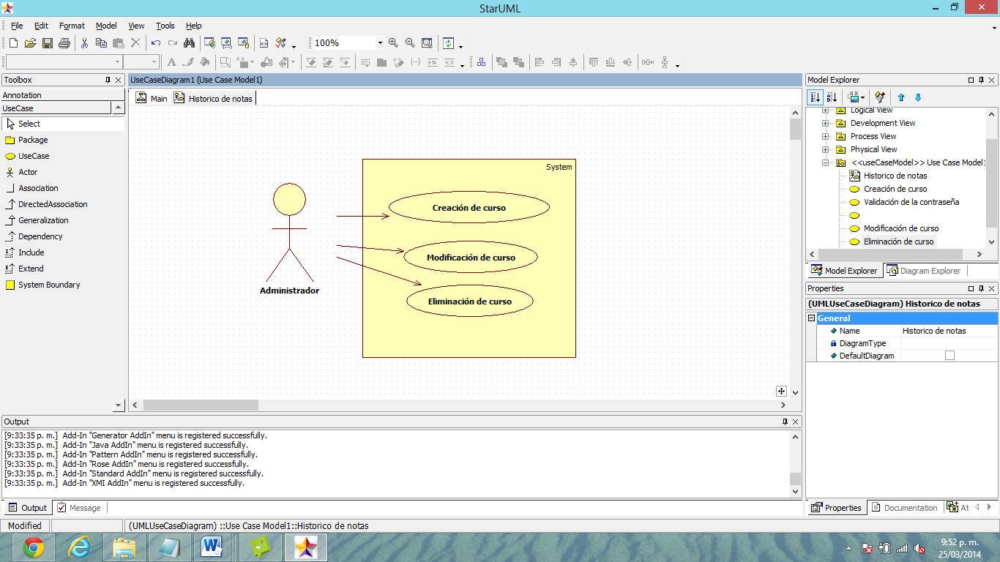 StarUML
File Edit Format Model View Tools Help
100%
Toolbox
Annotation
UseCase
Select
Package
UseCase
Actor
Association
DirectedAssociation
Generalization
Dependency
Include
Extend
System Boundary
UseCaseDiagram1 (Use Case Model1)
Main Historico de notas
System
Creación de curso
Modificación de curso
Eliminación de curso
Administrador
Model Explorer
Logical View
Development View
Process View
Physical View
<<useCaseModel>> Use Case Model1
Historico de notas
Creación de curso
Validación de la contraseña
Modificación de curso
Eliminación de curso
Model Explorer Diagram Explorer
Properties
(UMLUseCaseDiagram) Historico de notas
General
Name Historico de notas
DiagramType
DefaultDiagram
Properties Documentation At
Output
[9:33:35 p. m.] Add-In "Generator AddIn" menu is registered successfully.
[9:33:35 p. m.] Add-In "Java AddIn" menu is registered successfully.
[9:33:35 p. m.] Add-In "Pattern AddIn" menu is registered successfully.
[9:33:35 p. m.] Add-In "Rose AddIn" menu is registered successfully.
[9:33:35 p. m.] Add-In "Standard AddIn" menu is registered successfully.
[9:33:35 p. m.] Add-In "XMI AddIn" menu is registered successfully.
Output Message
Modified (UMLUseCaseDiagram) ::Use Case Model1::Historico de notas
9:52 p. m.
25/03/2014